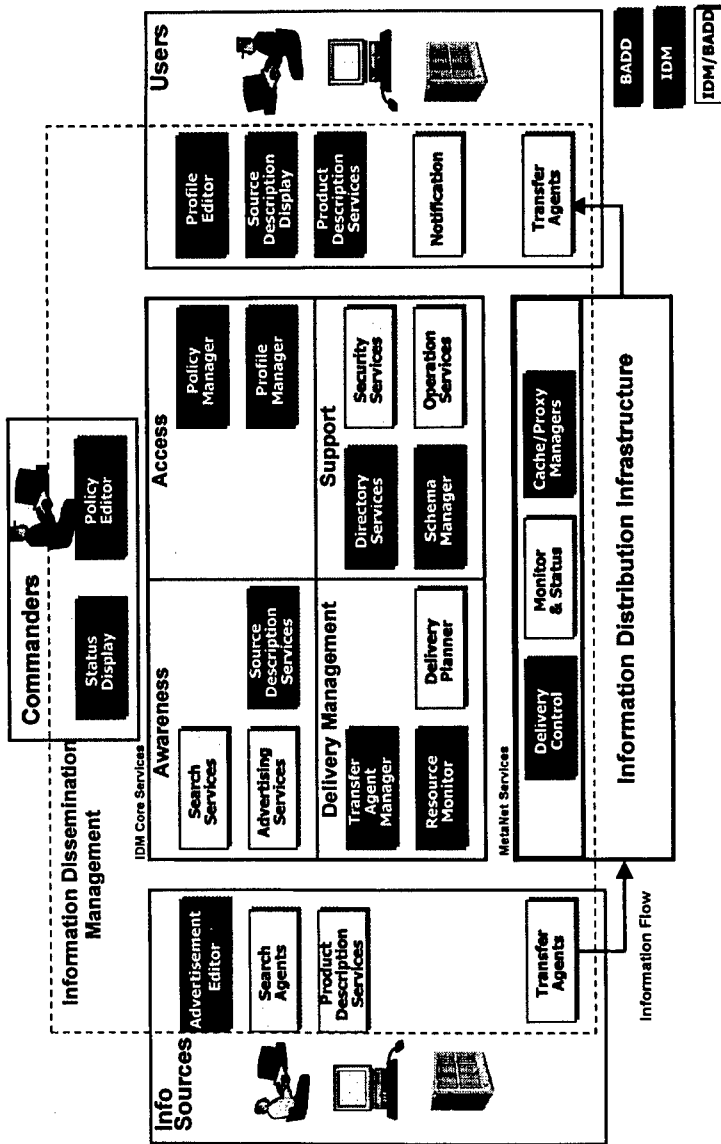 Information Dissemination
Management
Commanders
Status
Display
Policy
Editor
Info
Sources
Advertisement
Editor
Search
Agents
Product
Description
Services
Transfer
Agents
Information Flow
IDM Core Services
Awareness
Search
Services
Advertising
Services
Source
Description
Services
Access
Policy
Manager
Profile
Manager
Delivery Management
Transfer
Agent
Manager
Resource
Monitor
Delivery
Planner
Support
Directory
Services
Security
Services
Schema
Manager
Operation
Services
MetaNet Services
Delivery
Control
Monitor
& Status
Cache/Proxy
Managers
Information Distribution Infrastructure
Users
Profile
Editor
Source
Description
Display
Product
Description
Services
Notification
Transfer
Agents
BADD
IDM
IDM/BADD